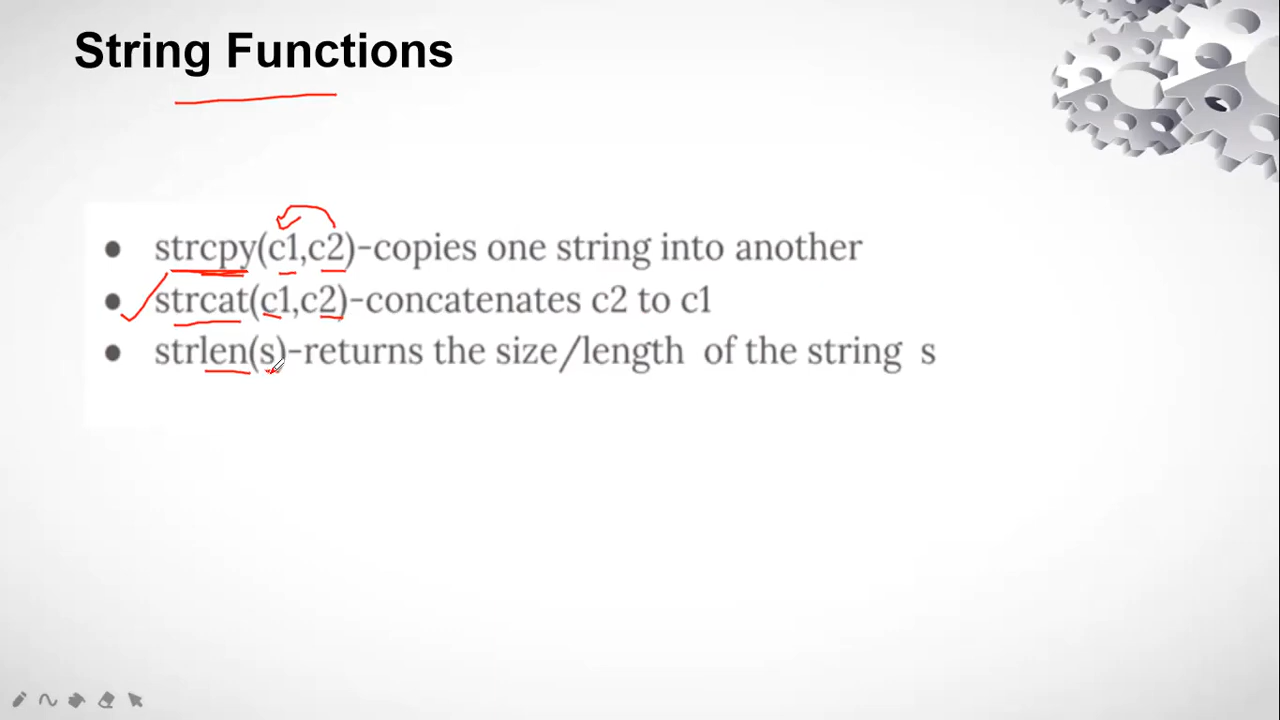 String Functions
● strcpy(c1,c2)-copies one string into another
● strcat(c1,c2)-concatenates c2 to c1
● strlen(s)-returns the size/length of the string s